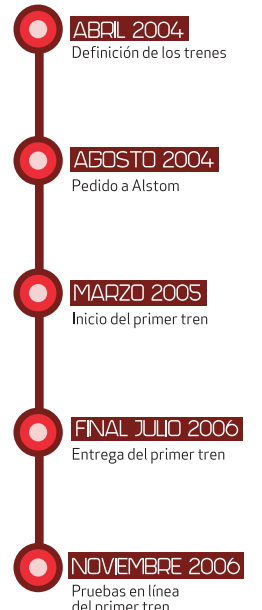 ABRIL 2004
Definición de los trenes
AGOSTO 2004
Pedido a Alstom
MARZO 2005
Inicio del primer tren
FINAL JULIO 2006
Entrega del primer tren
NOVIEMBRE 2006
Pruebas en línea
del primer tren